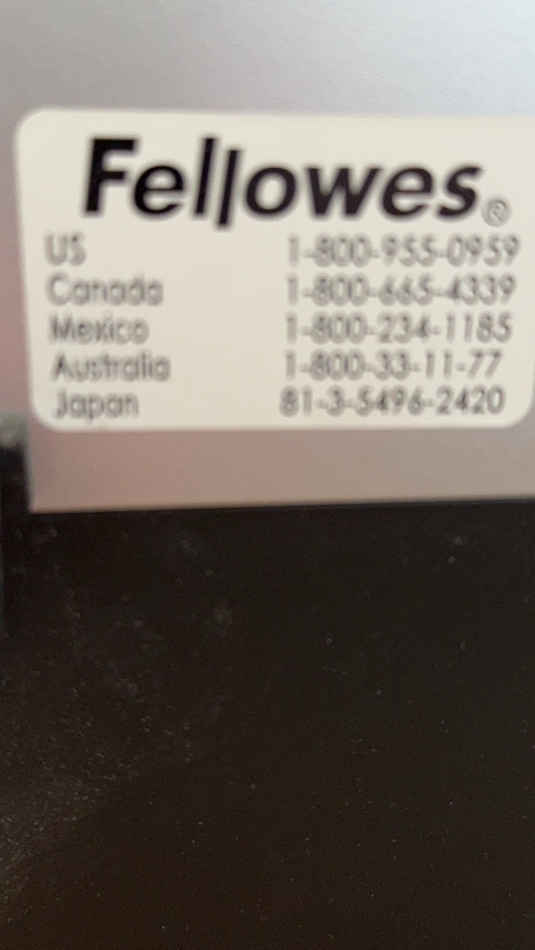 Fellowes®
US 1-800-955-0959
Canada 1-800-665-4339
Mexico 1-800-234-1185
Australia 1-800-33-11-77
Japan 81-3-5496-2420